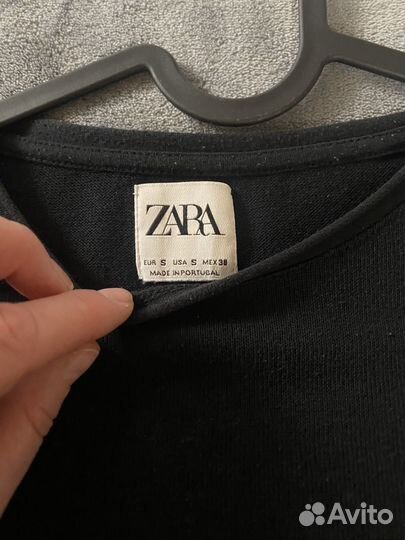 ZARA
EUR S USA S MEX 38
MADE IN PORTUGAL
Avito